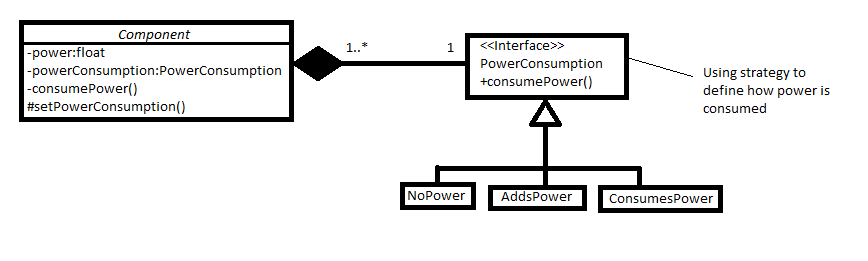 Component
-power:float
-powerConsumption:PowerConsumption
-consumePower()
#setPowerConsumption()
1..*
1
<<Interface>>
PowerConsumption
+consumePower()
Using strategy to
define how power is
consumed
NoPower
AddsPower
ConsumesPower